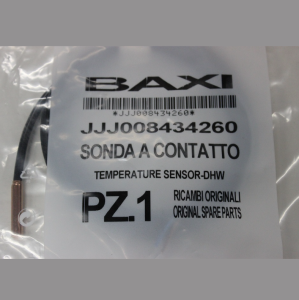 BAXI
*JJJ008434260*
JJJ008434260
SONDA A CONTATTO
TEMPERATURE SENSOR-DHW
PZ.1
RICAMBI ORIGINALI
ORIGINAL SPARE PARTS